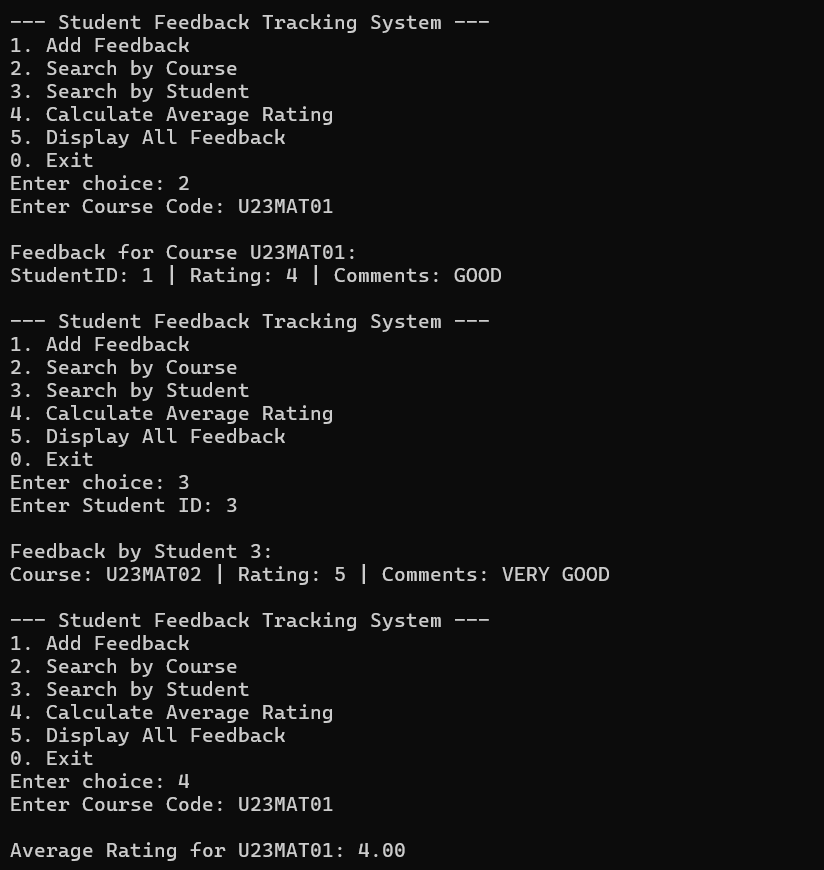 --- Student Feedback Tracking System ---
1. Add Feedback
2. Search by Course
3. Search by Student
4. Calculate Average Rating
5. Display All Feedback
0. Exit
Enter choice: 2
Enter Course Code: U23MAT01
Feedback for Course U23MAT01:
StudentID: 1 | Rating: 4 | Comments: GOOD
--- Student Feedback Tracking System ---
1. Add Feedback
2. Search by Course
3. Search by Student
4. Calculate Average Rating
5. Display All Feedback
0. Exit
Enter choice: 3
Enter Student ID: 3
Feedback by Student 3:
Course: U23MAT02 | Rating: 5 | Comments: VERY GOOD
--- Student Feedback Tracking System ---
1. Add Feedback
2. Search by Course
3. Search by Student
4. Calculate Average Rating
5. Display All Feedback
0. Exit
Enter choice: 4
Enter Course Code: U23MAT01
Average Rating for U23MAT01: 4.00